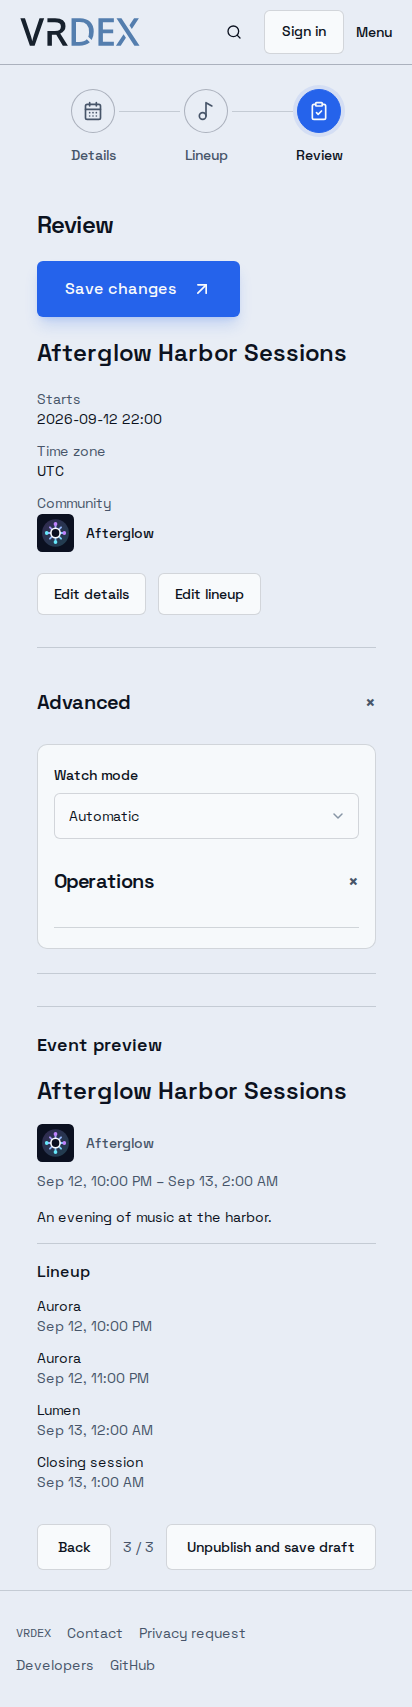 VRDEX
Sign in
Menu
Details
Lineup
Review
Review
Save changes
Afterglow Harbor Sessions
Starts
2026-09-12 22:00
Time zone
UTC
Community
Afterglow
Edit details
Edit lineup
Advanced
Watch mode
Automatic
Operations
Event preview
Afterglow Harbor Sessions
Afterglow
Sep 12, 10:00 PM – Sep 13, 2:00 AM
An evening of music at the harbor.
Lineup
Aurora
Sep 12, 10:00 PM
Aurora
Sep 12, 11:00 PM
Lumen
Sep 13, 12:00 AM
Closing session
Sep 13, 1:00 AM
Back
3 / 3
Unpublish and save draft
VRDEX Contact Privacy request
Developers GitHub